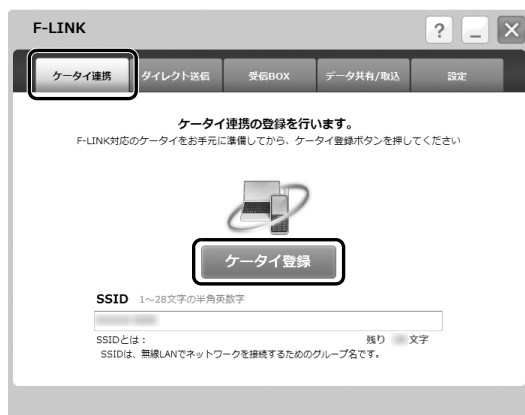 F-LINK
?
ケータイ連携 ダイレクト送信 受信BOX データ共有/取込 設定
ケータイ連携の登録を行います。
F-LINK対応のケータイをお手元に準備してから、ケータイ登録ボタンを押してください
ケータイ登録
SSID 1～28文字の半角英数字
SSIDとは： 残り 文字
SSIDは、無線LANでネットワークを接続するためのグループ名です。